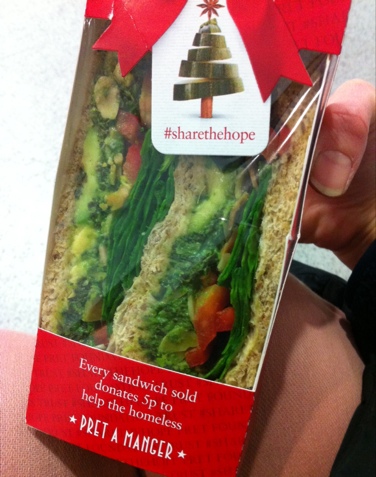 #sharethehope
Every sandwich sold
donates 5p to
help the homeless
PRET A MANGER